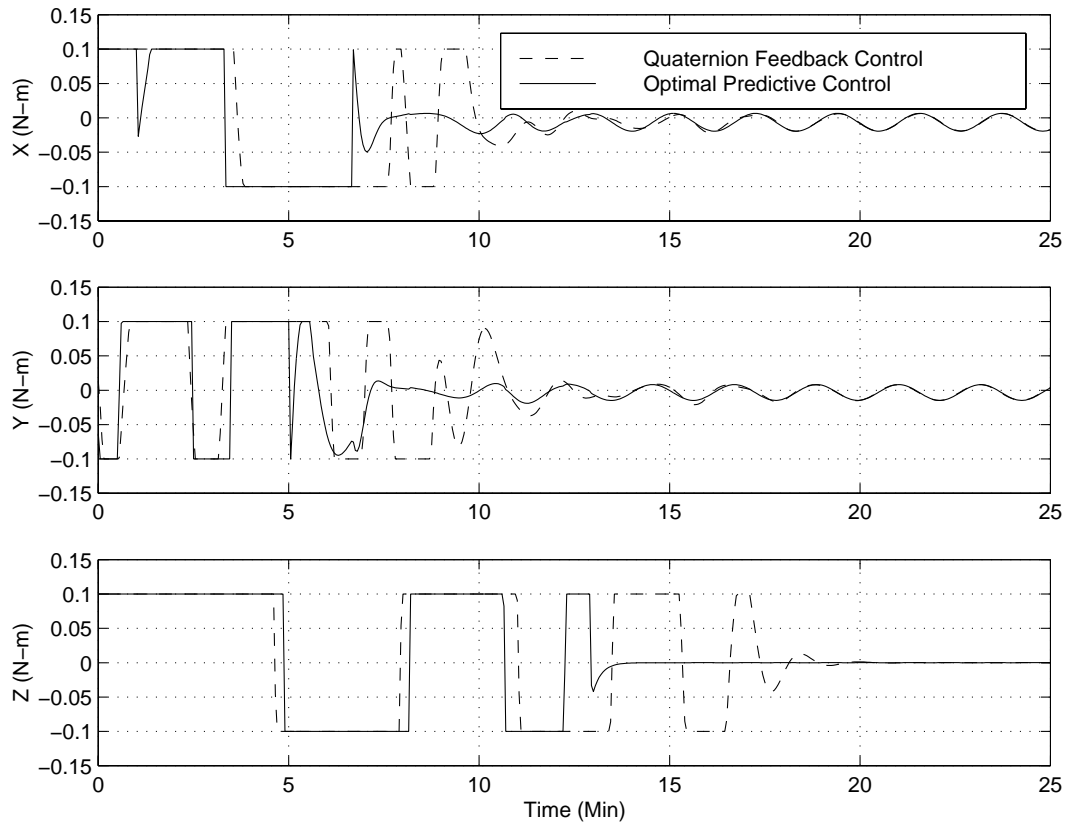 0.15
0.1
0.05
0
−0.05
−0.1
−0.15
X (N−m)
Quaternion Feedback Control
Optimal Predictive Control
0 5 10 15 20 25
0.15
0.1
0.05
0
−0.05
−0.1
−0.15
Y (N−m)
0 5 10 15 20 25
0.15
0.1
0.05
0
−0.05
−0.1
−0.15
Z (N−m)
0 5 10 15 20 25
Time (Min)